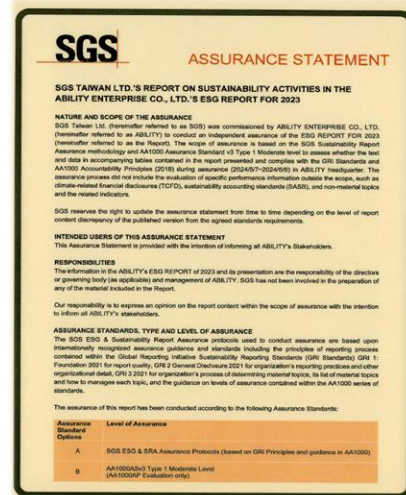 SGS
ASSURANCE STATEMENT
SGS TAIWAN LTD.'S REPORT ON SUSTAINABILITY ACTIVITIES IN THE
ABILITY ENTERPRISE CO., LTD.'S ESG REPORT FOR 2023
NATURE AND SCOPE OF THE ASSURANCE
SGS Taiwan Ltd. (hereinafter referred to as SGS) was commissioned by ABILITY ENTERPRISE CO., LTD.
(hereinafter referred to as ABILITY) to conduct an independent assurance of the ESG REPORT FOR 2023
(hereinafter referred to as the Report). The scope of assurance is based on the SGS Sustainability Report
Assurance methodology and AA1000 Assurance Standard v3 Type 1 Moderate level to assess whether the text
and data in accompanying tables contained in the report presented and complies with the GRI Standards and
AA1000 Accountability Principles (2018) during assurance (2024/5/7~2024/6/6) in ABILITY headquarter. The
assurance process did not include the evaluation of specific performance information outside the scope, such as
climate-related financial disclosures (TCFD), sustainability accounting standards (SASB), and non-material topics
and the related indicators.
SGS reserves the right to update the assurance statement from time to time depending on the level of report
content discrepancy of the published version from the agreed standards requirements.
INTENDED USERS OF THIS ASSURANCE STATEMENT
This Assurance Statement is provided with the intention of informing all ABILITY's Stakeholders.
RESPONSIBILITIES
The information in the ABILITY's ESG REPORT of 2023 and its presentation are the responsibility of the directors
or governing body (as applicable) and management of ABILITY. SGS has not been involved in the preparation of
any of the material included in the Report.
Our responsibility is to express an opinion on the report content within the scope of assurance with the intention
to inform all ABILITY's stakeholders.
ASSURANCE STANDARDS, TYPE AND LEVEL OF ASSURANCE
The SGS ESG & Sustainability Report Assurance protocols used to conduct assurance are based upon
internationally recognized assurance guidance and standards including the principles of reporting process
contained within the Global Reporting Initiative Sustainability Reporting Standards (GRI Standards) GRI 1:
Foundation 2021 for report quality, GRI 2 General Disclosure 2021 for organization's reporting practices and other
organizational detail, GRI 3 2021 for organization's process of determining material topics, its list of material topics
and how to manages each topic, and the guidance on levels of assurance contained within the AA1000 series of
standards.
The assurance of this report has been conducted according to the following Assurance Standards:
Assurance Standard Options Level of Assurance
A SGS ESG & SRA Assurance Protocols (based on GRI Principles and guidance in AA1000)
B AA1000ASv3 Type 1 Moderate Level
(AA1000AP Evaluation only)